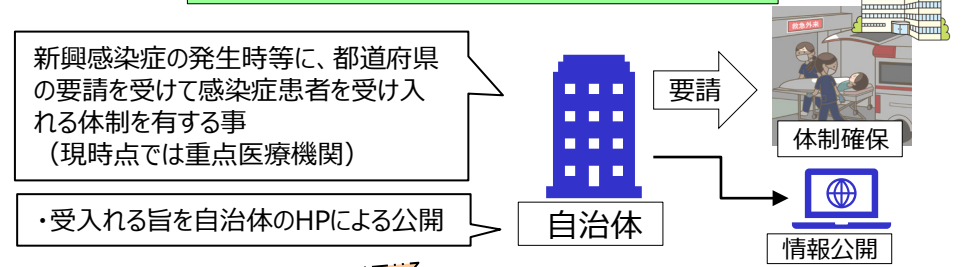 新興感染症の発生時等に、都道府県
の要請を受けて感染症患者を受け入
れる体制を有する事
（現時点では重点医療機関）
要請
救急外来
体制確保
・受入れる旨を自治体のHPによる公開
自治体
情報公開